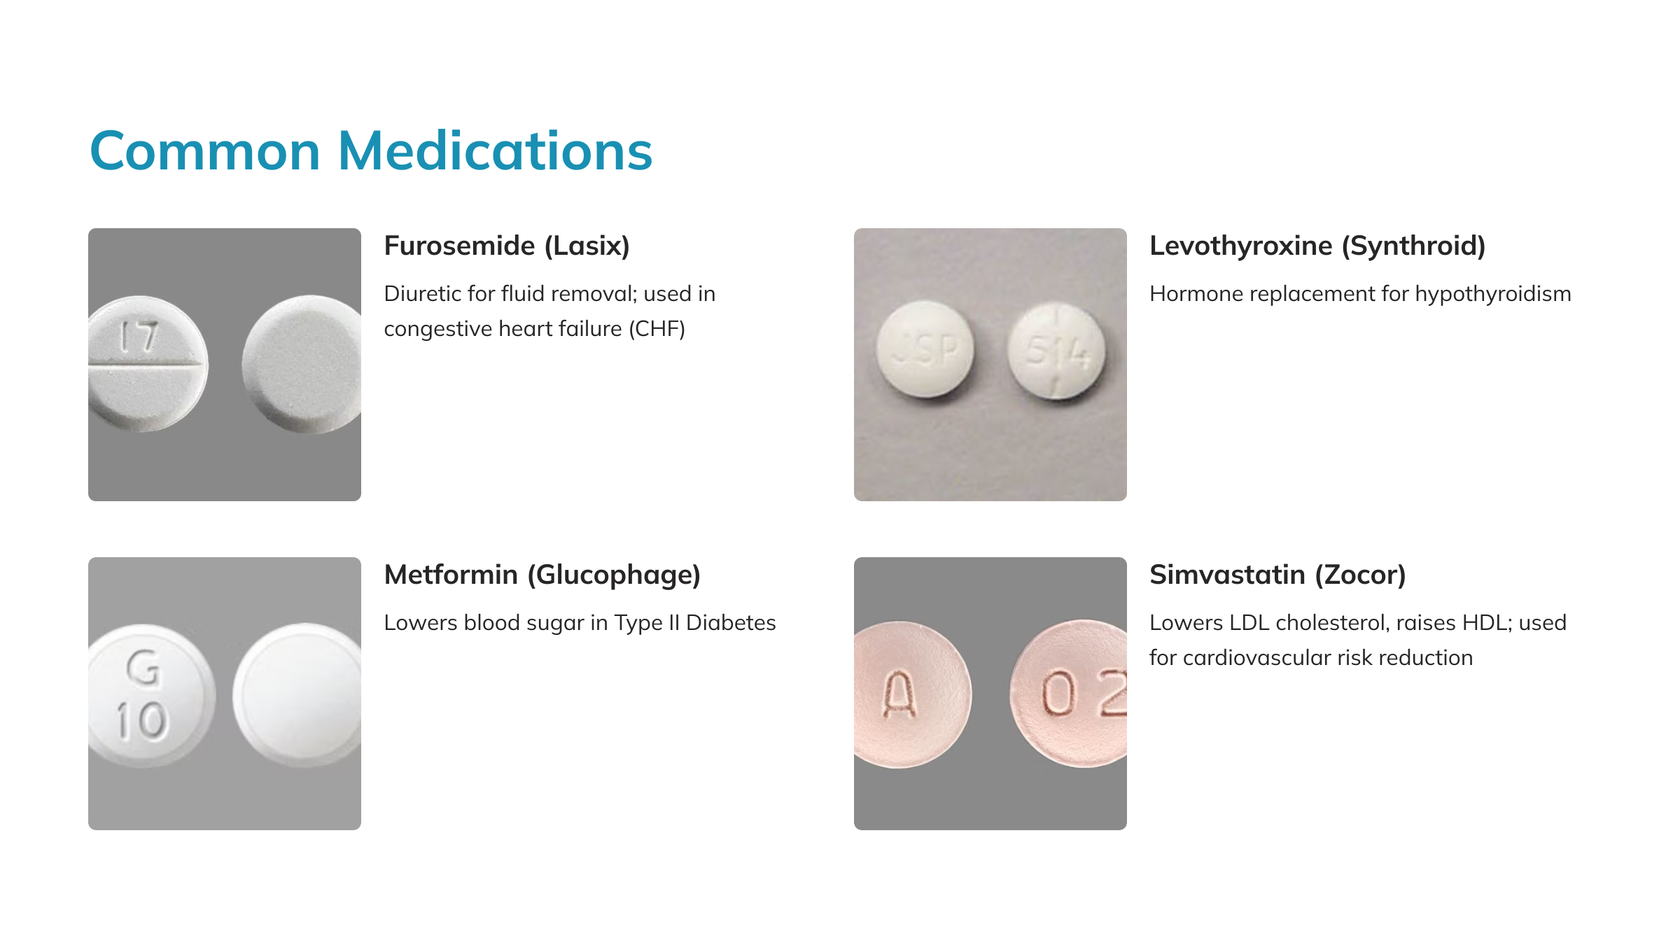 Common Medications
17
Furosemide (Lasix)
Diuretic for fluid removal; used in
congestive heart failure (CHF)
JSP
514
Levothyroxine (Synthroid)
Hormone replacement for hypothyroidism
G
10
Metformin (Glucophage)
Lowers blood sugar in Type II Diabetes
A
02
Simvastatin (Zocor)
Lowers LDL cholesterol, raises HDL; used
for cardiovascular risk reduction